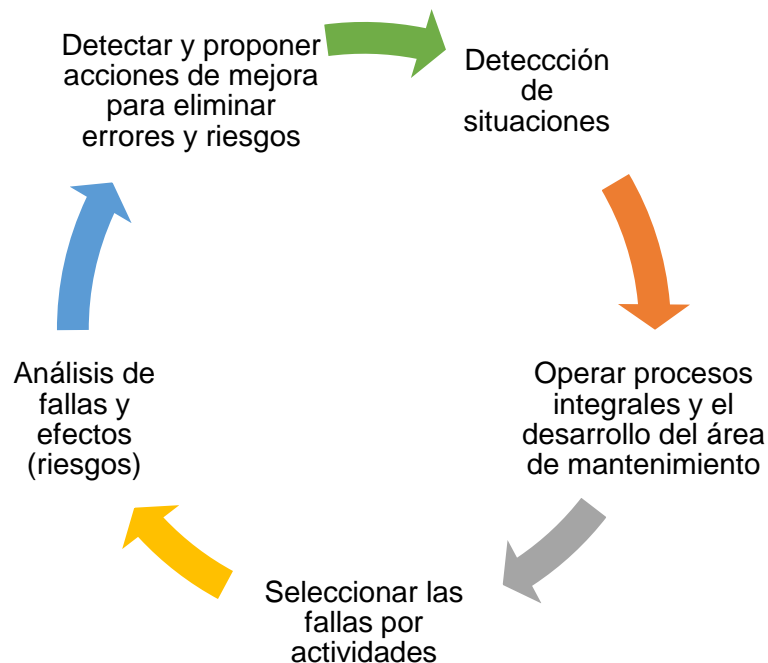 Detectar y proponer
acciones de mejora
para eliminar
errores y riesgos
Deteccción
de
situaciones
Operar procesos
integrales y el
desarrollo del área
de mantenimiento
Seleccionar las
fallas por
actividades
Análisis de
fallas y
efectos
(riesgos)